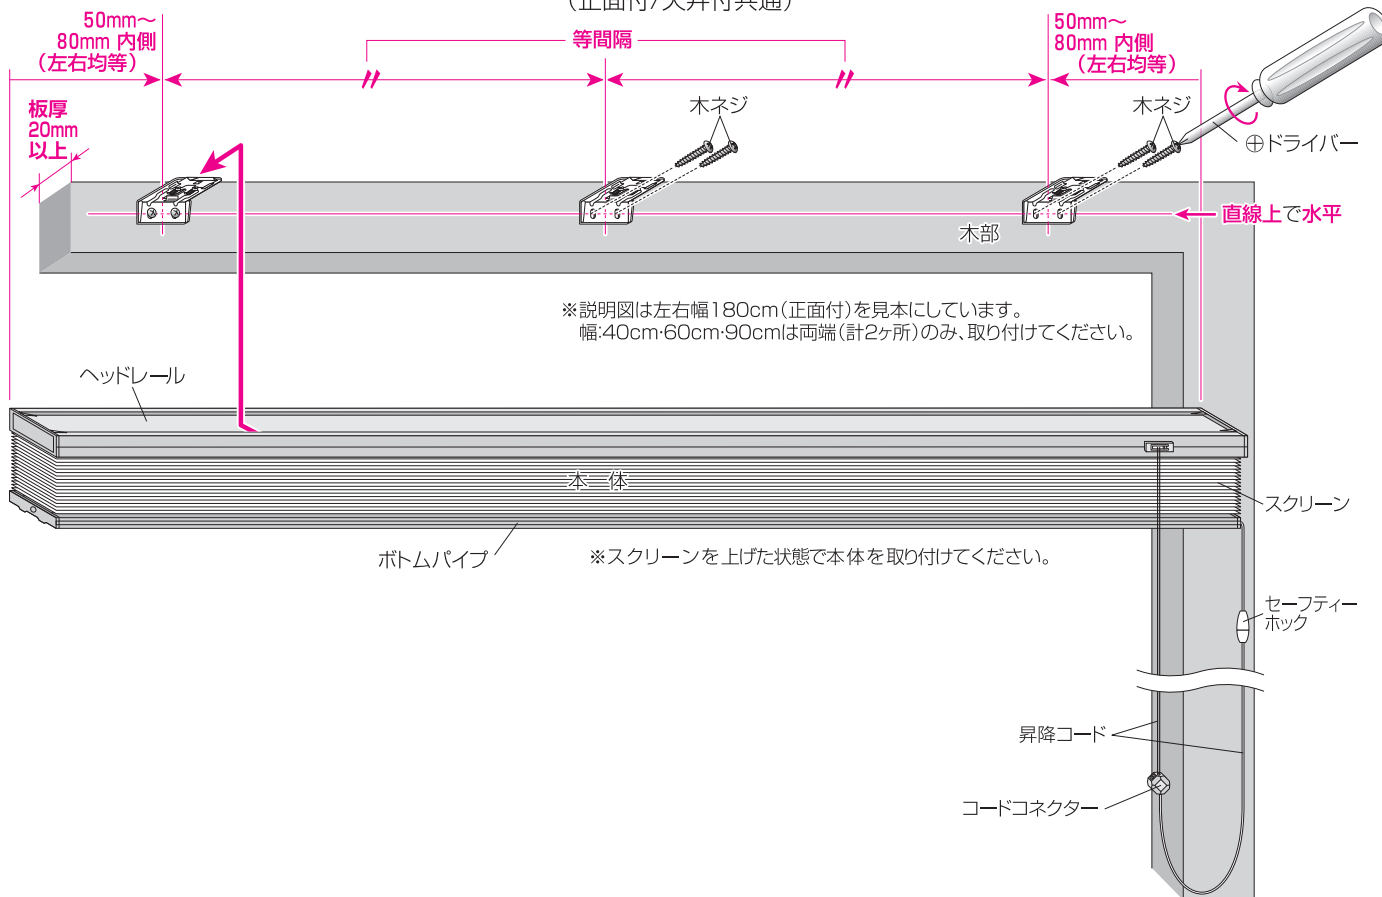 (正面付/天井付共通)
50mm〜
80mm 内側
(左右均等)
等間隔
50mm〜
80mm 内側
(左右均等)
板厚
20mm
以上
木ネジ
木ネジ
⊕ドライバー
直線上で水平
木部
※説明図は左右幅180cm(正面付)を見本にしています。
幅:40cm・60cm・90cmは両端(計2ヶ所)のみ、取り付けてください。
ヘッドレール
本 体
スクリーン
ボトムパイプ
※スクリーンを上げた状態で本体を取り付けてください。
セーフティー
ホック
昇降コード
コードコネクター